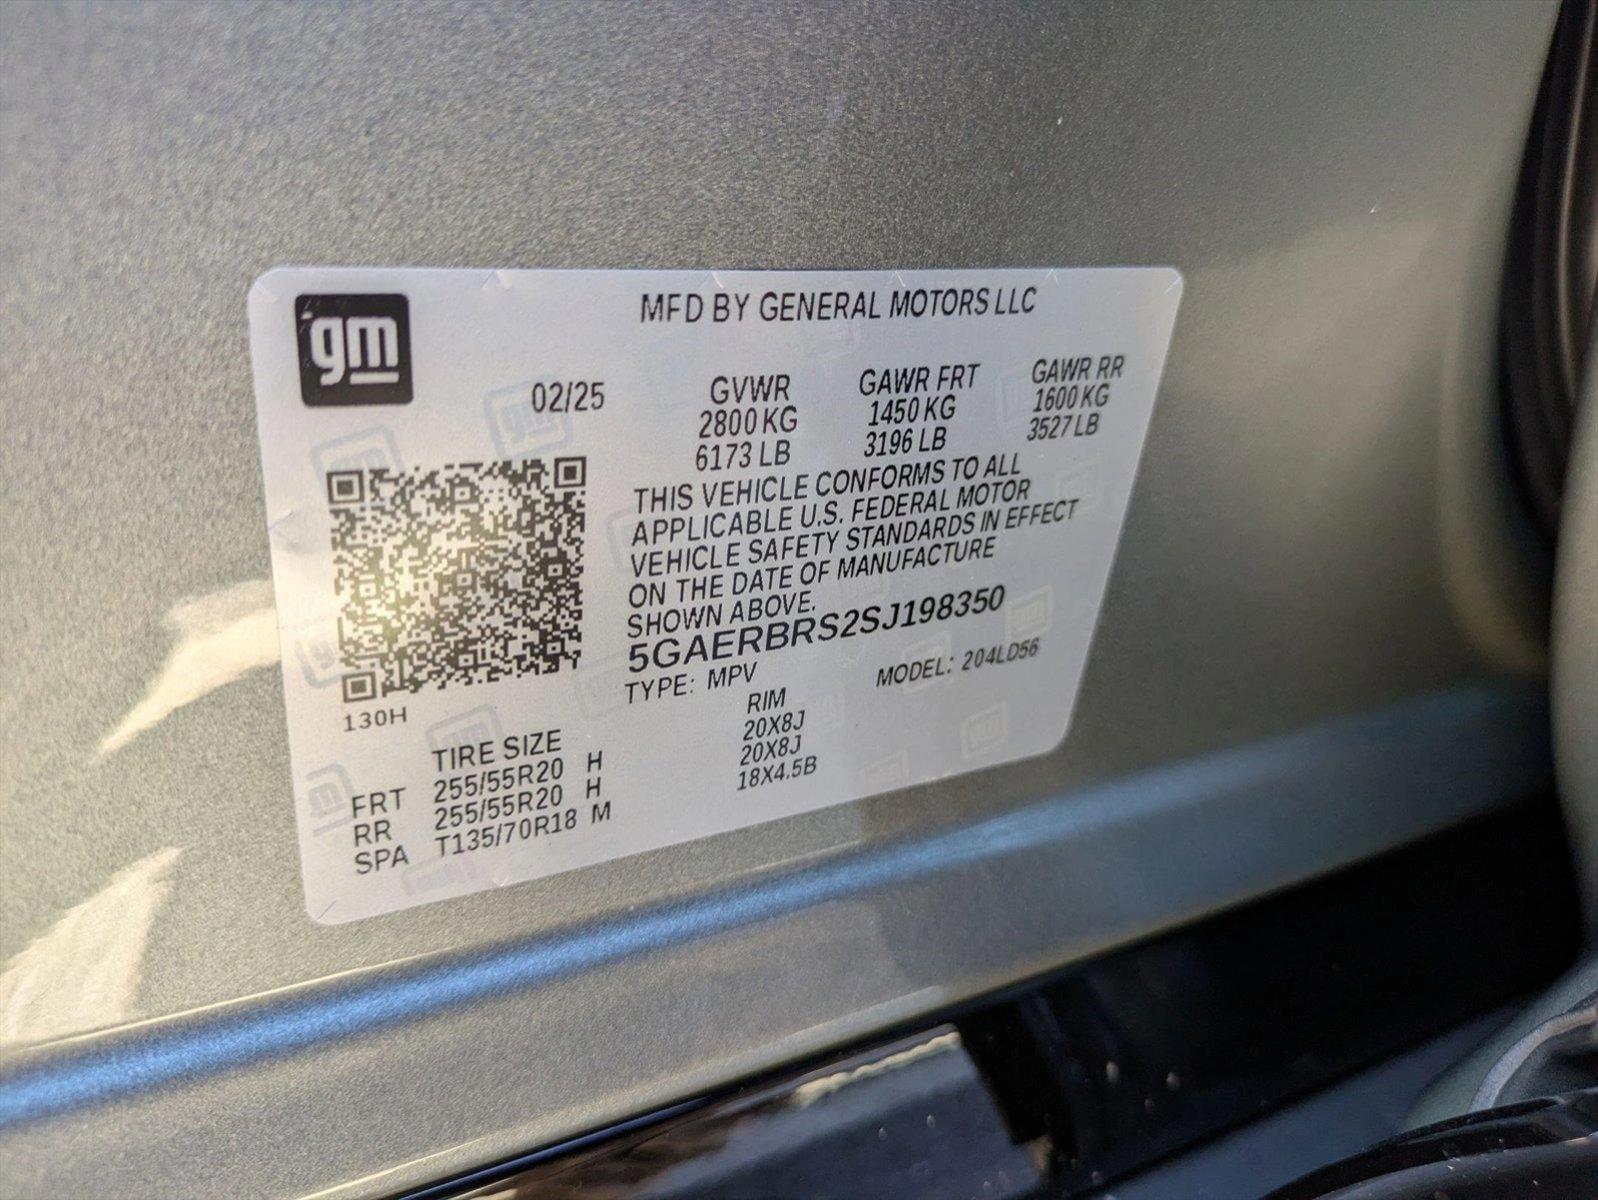 gm
MFD BY GENERAL MOTORS LLC
02/25 GVWR GAWR FRT GAWR RR
2800 KG 1450 KG 1600 KG
6173 LB 3196 LB 3527 LB
THIS VEHICLE CONFORMS TO ALL
APPLICABLE U.S. FEDERAL MOTOR
VEHICLE SAFETY STANDARDS IN EFFECT
ON THE DATE OF MANUFACTURE
SHOWN ABOVE.
5GAERBRS2SJ198350
TYPE: MPV MODEL: 204LD56
130H
TIRE SIZE RIM
FRT 255/55R20 H 20X8J
RR 255/55R20 H 20X8J
SPA T135/70R18 M 18X4.5B